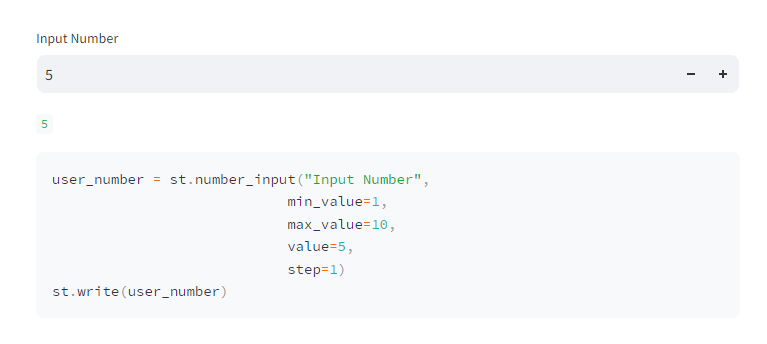 Input Number
5 - +
5
user_number = st.number_input("Input Number",
min_value=1,
max_value=10,
value=5,
step=1)
st.write(user_number)